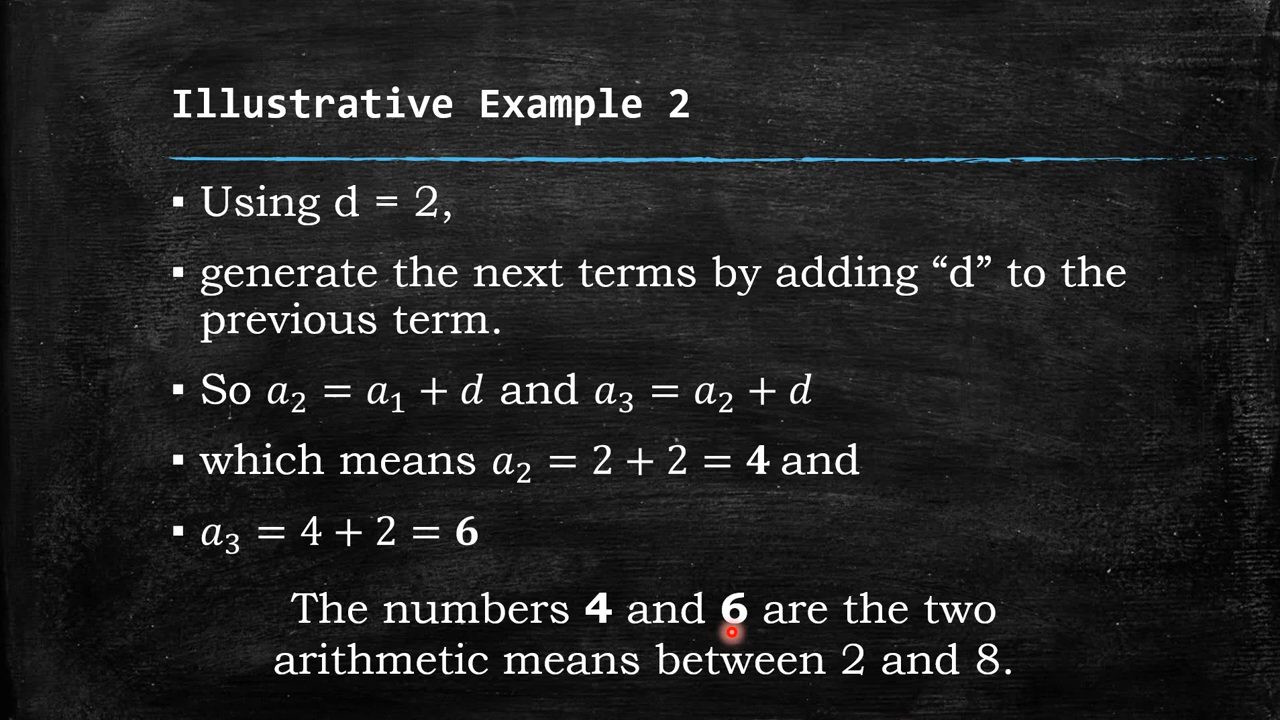 Illustrative Example 2
▪ Using d = 2,
▪ generate the next terms by adding “d” to the
previous term.
▪ So 𝑎₂ = 𝑎₁ + 𝑑 and 𝑎₃ = 𝑎₂ + 𝑑
▪ which means 𝑎₂ = 2 + 2 = 4 and
▪ 𝑎₃ = 4 + 2 = 6
The numbers 4 and 6 are the two
arithmetic means between 2 and 8.